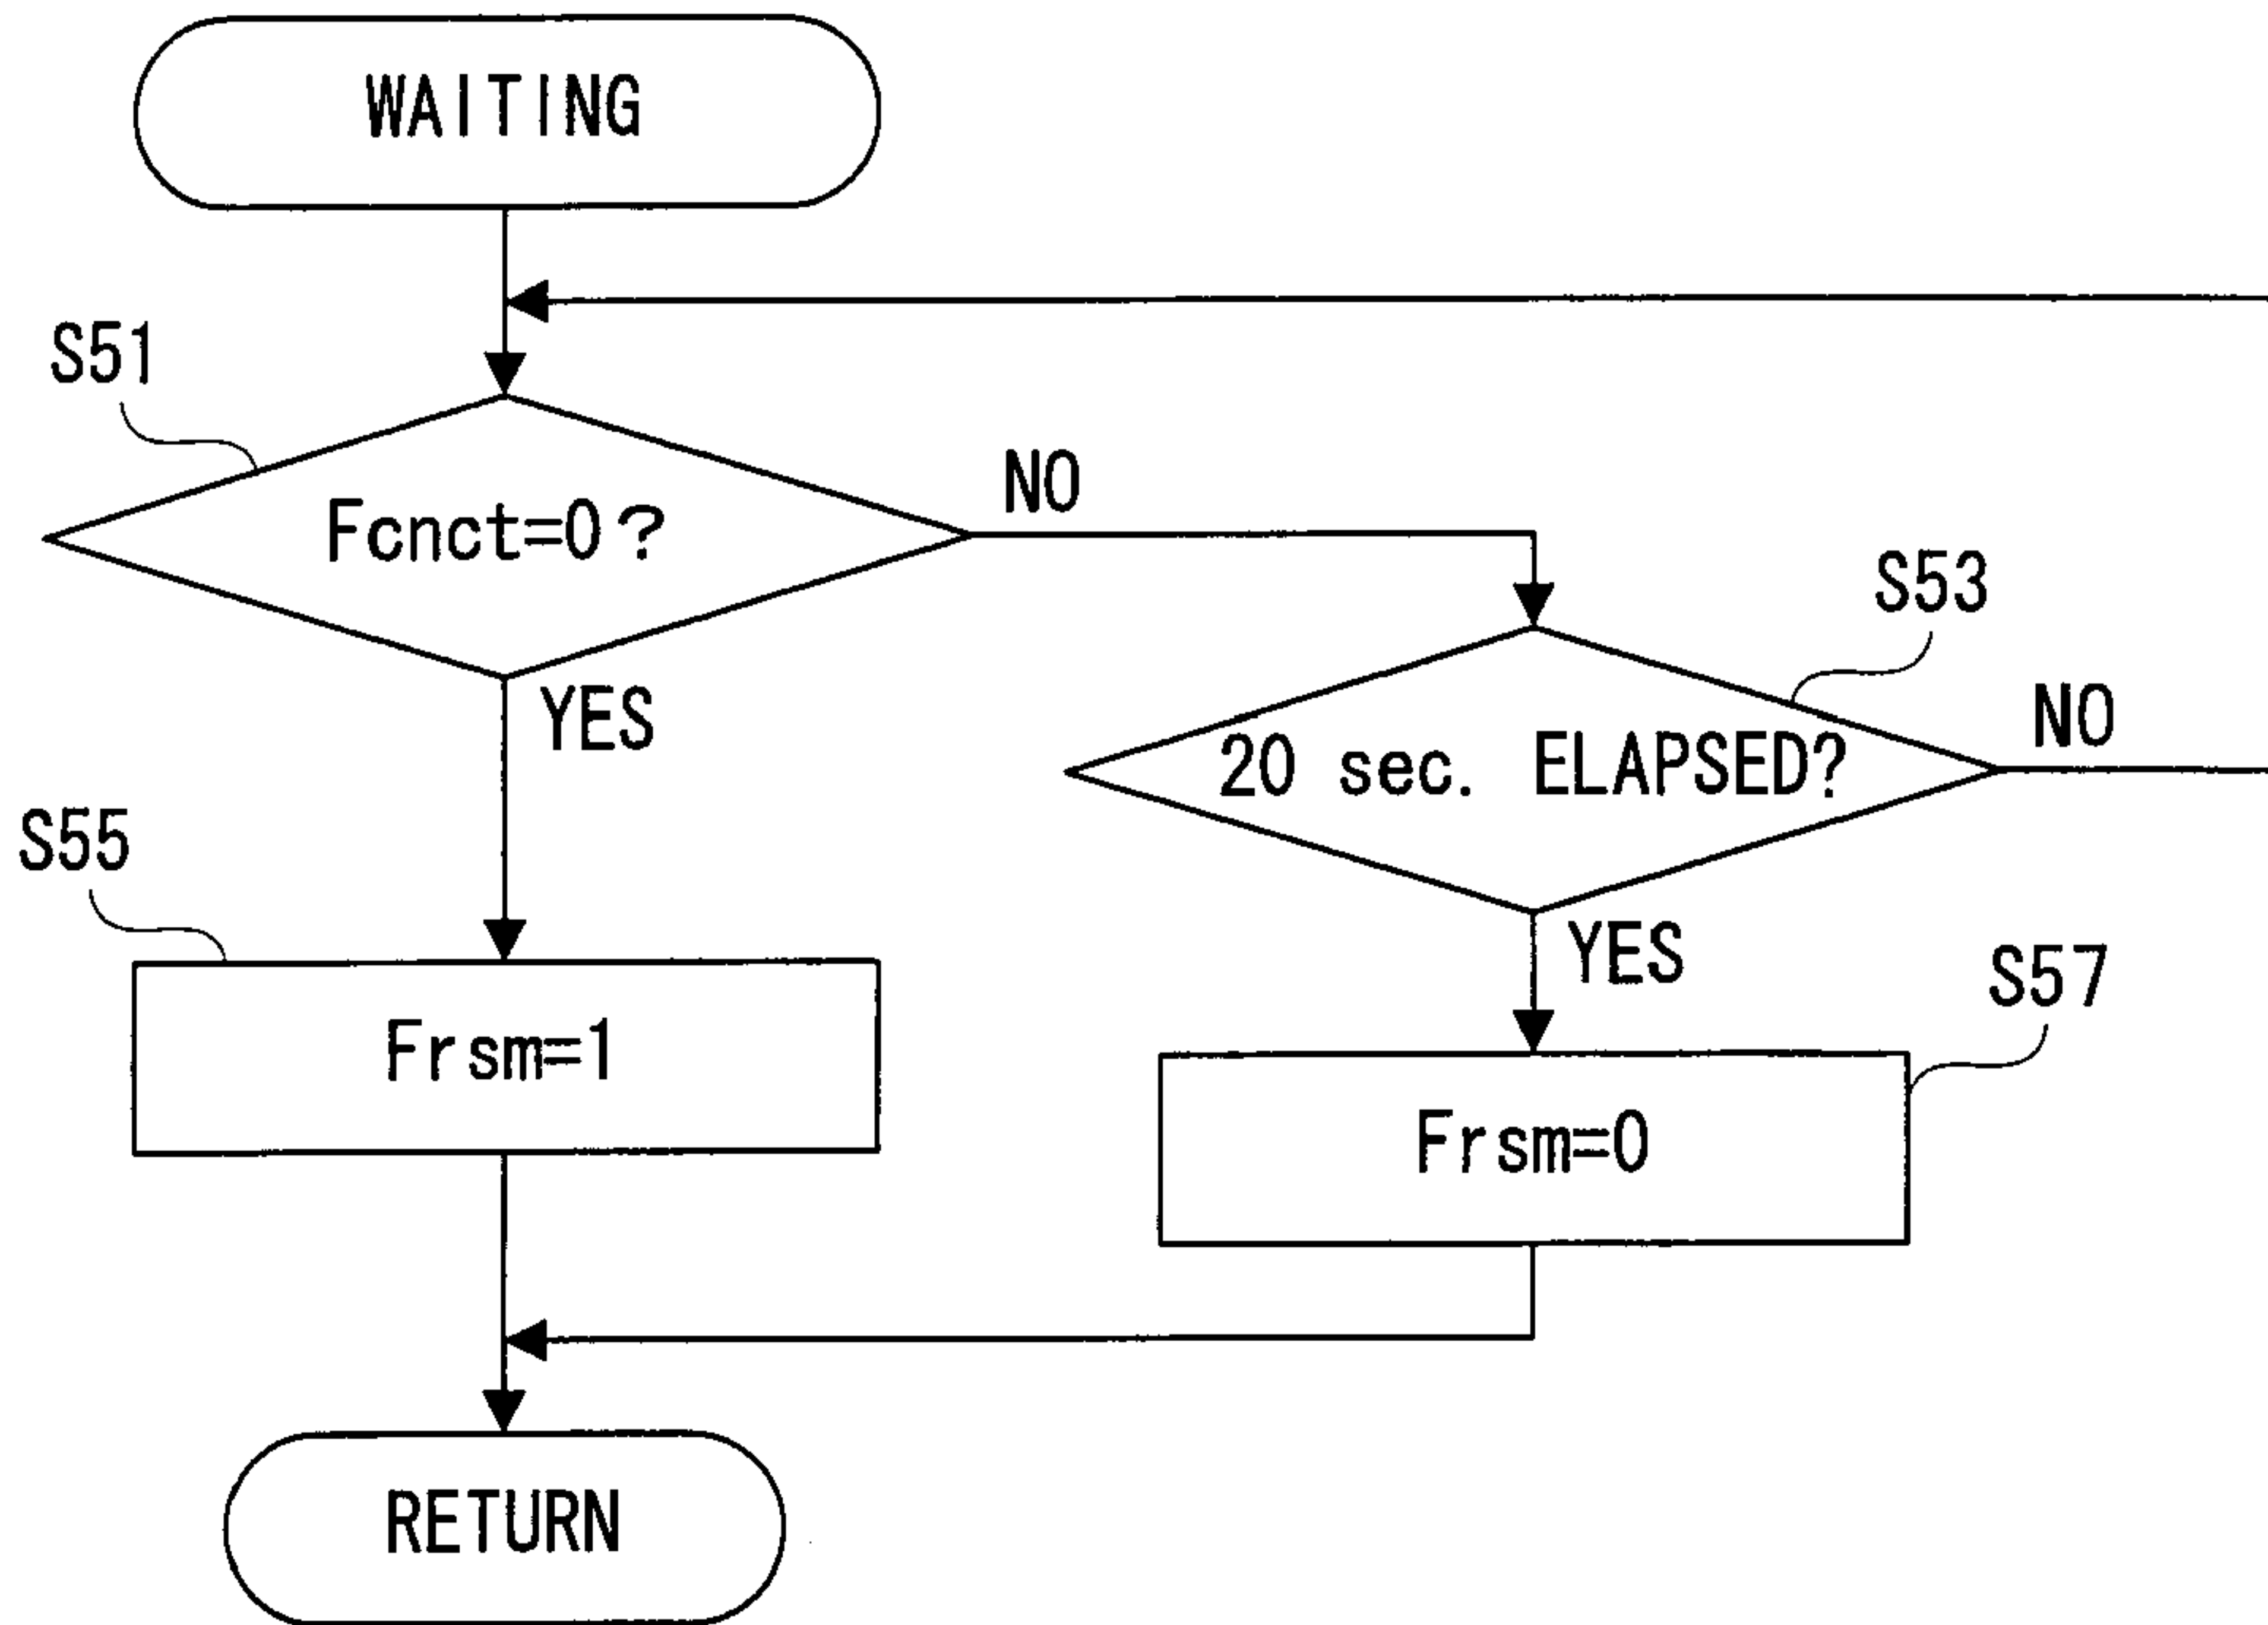 WAITING
S51
Fcnct=0?
NO
S53
20 sec. ELAPSED?
NO
YES
S55
Frsm=1
YES
S57
Frsm=0
RETURN